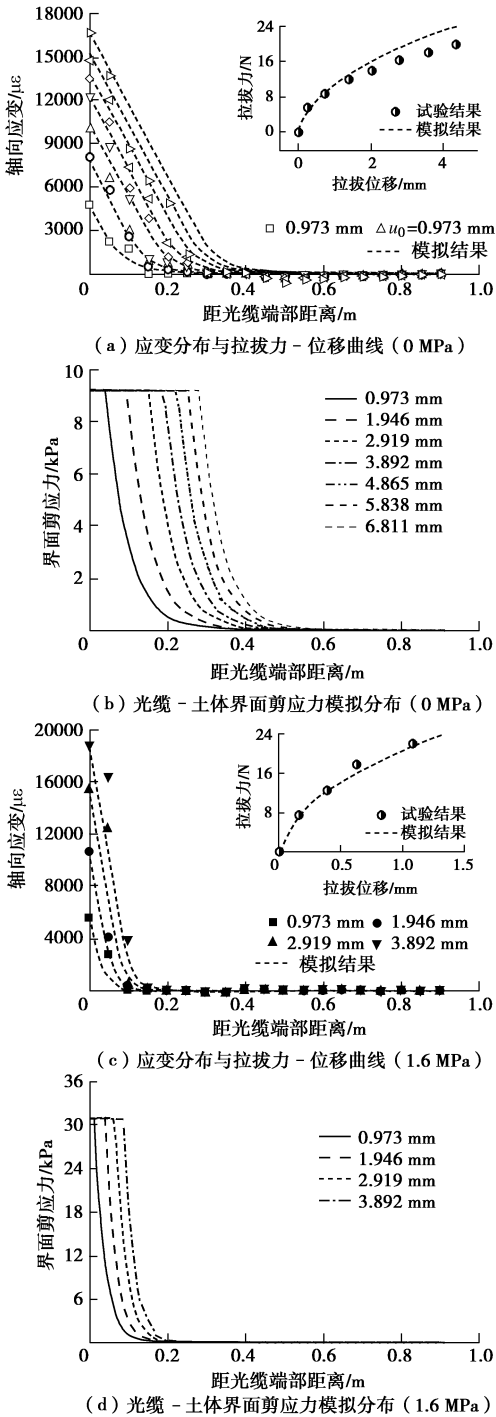 18000
15000
12000
9000
6000
3000
轴向应变/με
24
16
8
0
拉拔力/N
试验结果
模拟结果
0 2 4
拉拔位移/mm
0.973 mm u0=0.973 mm
模拟结果
0 0.2 0.4 0.6 0.8 1.0
距光缆端部距离/m
(a)应变分布与拉拔力-位移曲线(0 MPa)
10
8
6
4
2
界面剪应力/kPa
0.973 mm
1.946 mm
2.919 mm
3.892 mm
4.865 mm
5.838 mm
6.811 mm
0 0.2 0.4 0.6 0.8 1.0
距光缆端部距离/m
(b)光缆-土体界面剪应力模拟分布(0 MPa)
20000
16000
12000
8000
4000
轴向应变/με
24
16
8
拉拔力/N
试验结果
模拟结果
0 0.5 1.0 1.5
拉拔位移/mm
0.973 mm 1.946 mm
2.919 mm 3.892 mm
模拟结果
0 0.2 0.4 0.6 0.8 1.0
距光缆端部距离/m
(c)应变分布与拉拔力-位移曲线(1.6 MPa)
36
30
24
18
12
6
界面剪应力/kPa
0.973 mm
1.946 mm
2.919 mm
3.892 mm
0 0.2 0.4 0.6 0.8 1.0
距光缆端部距离/m
(d)光缆-土体界面剪应力模拟分布(1.6 MPa)